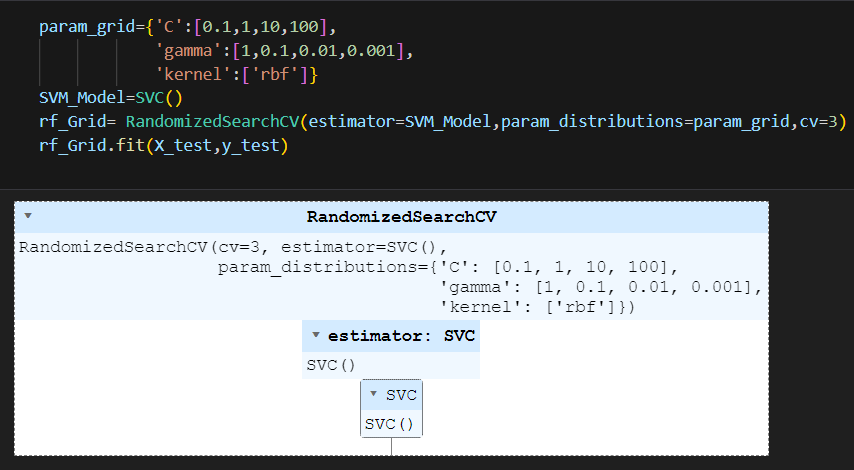 param_grid={'C':[0.1,1,10,100],
'gamma':[1,0.1,0.01,0.001],
'kernel':['rbf']}
SVM_Model=SVC()
rf_Grid= RandomizedSearchCV(estimator=SVM_Model,param_distributions=param_grid,cv=3)
rf_Grid.fit(X_test,y_test)
RandomizedSearchCV
RandomizedSearchCV(cv=3, estimator=SVC(),
param_distributions={'C': [0.1, 1, 10, 100],
'gamma': [1, 0.1, 0.01, 0.001],
'kernel': ['rbf']})
estimator: SVC
SVC()
SVC
SVC()